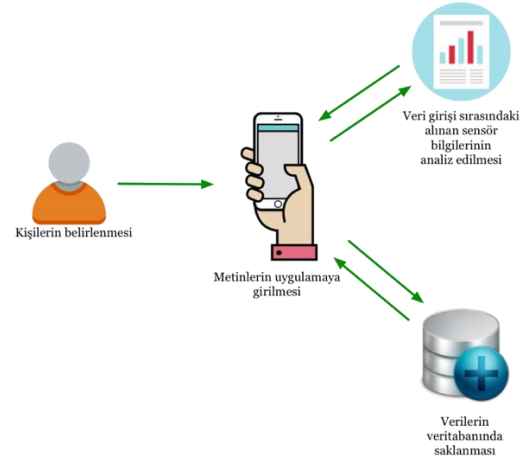 Veri girişi sırasındaki
alınan sensör
bilgilerinin
analiz edilmesi
Kişilerin belirlenmesi
Metinlerin uygulamaya
girilmesi
Verilerin
veritabanında
saklanması